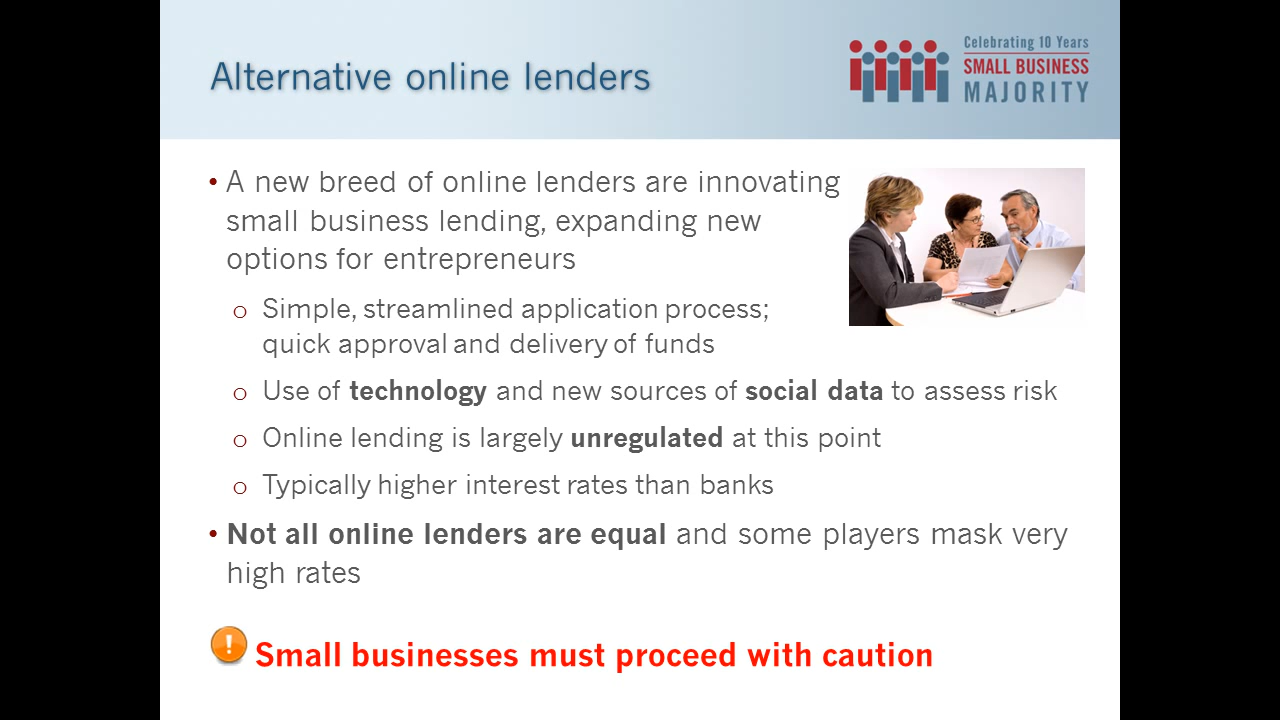 Alternative online lenders
Celebrating 10 Years
SMALL BUSINESS
MAJORITY
• A new breed of online lenders are innovating
small business lending, expanding new
options for entrepreneurs
o Simple, streamlined application process;
quick approval and delivery of funds
o Use of technology and new sources of social data to assess risk
o Online lending is largely unregulated at this point
o Typically higher interest rates than banks
• Not all online lenders are equal and some players mask very
high rates
! Small businesses must proceed with caution